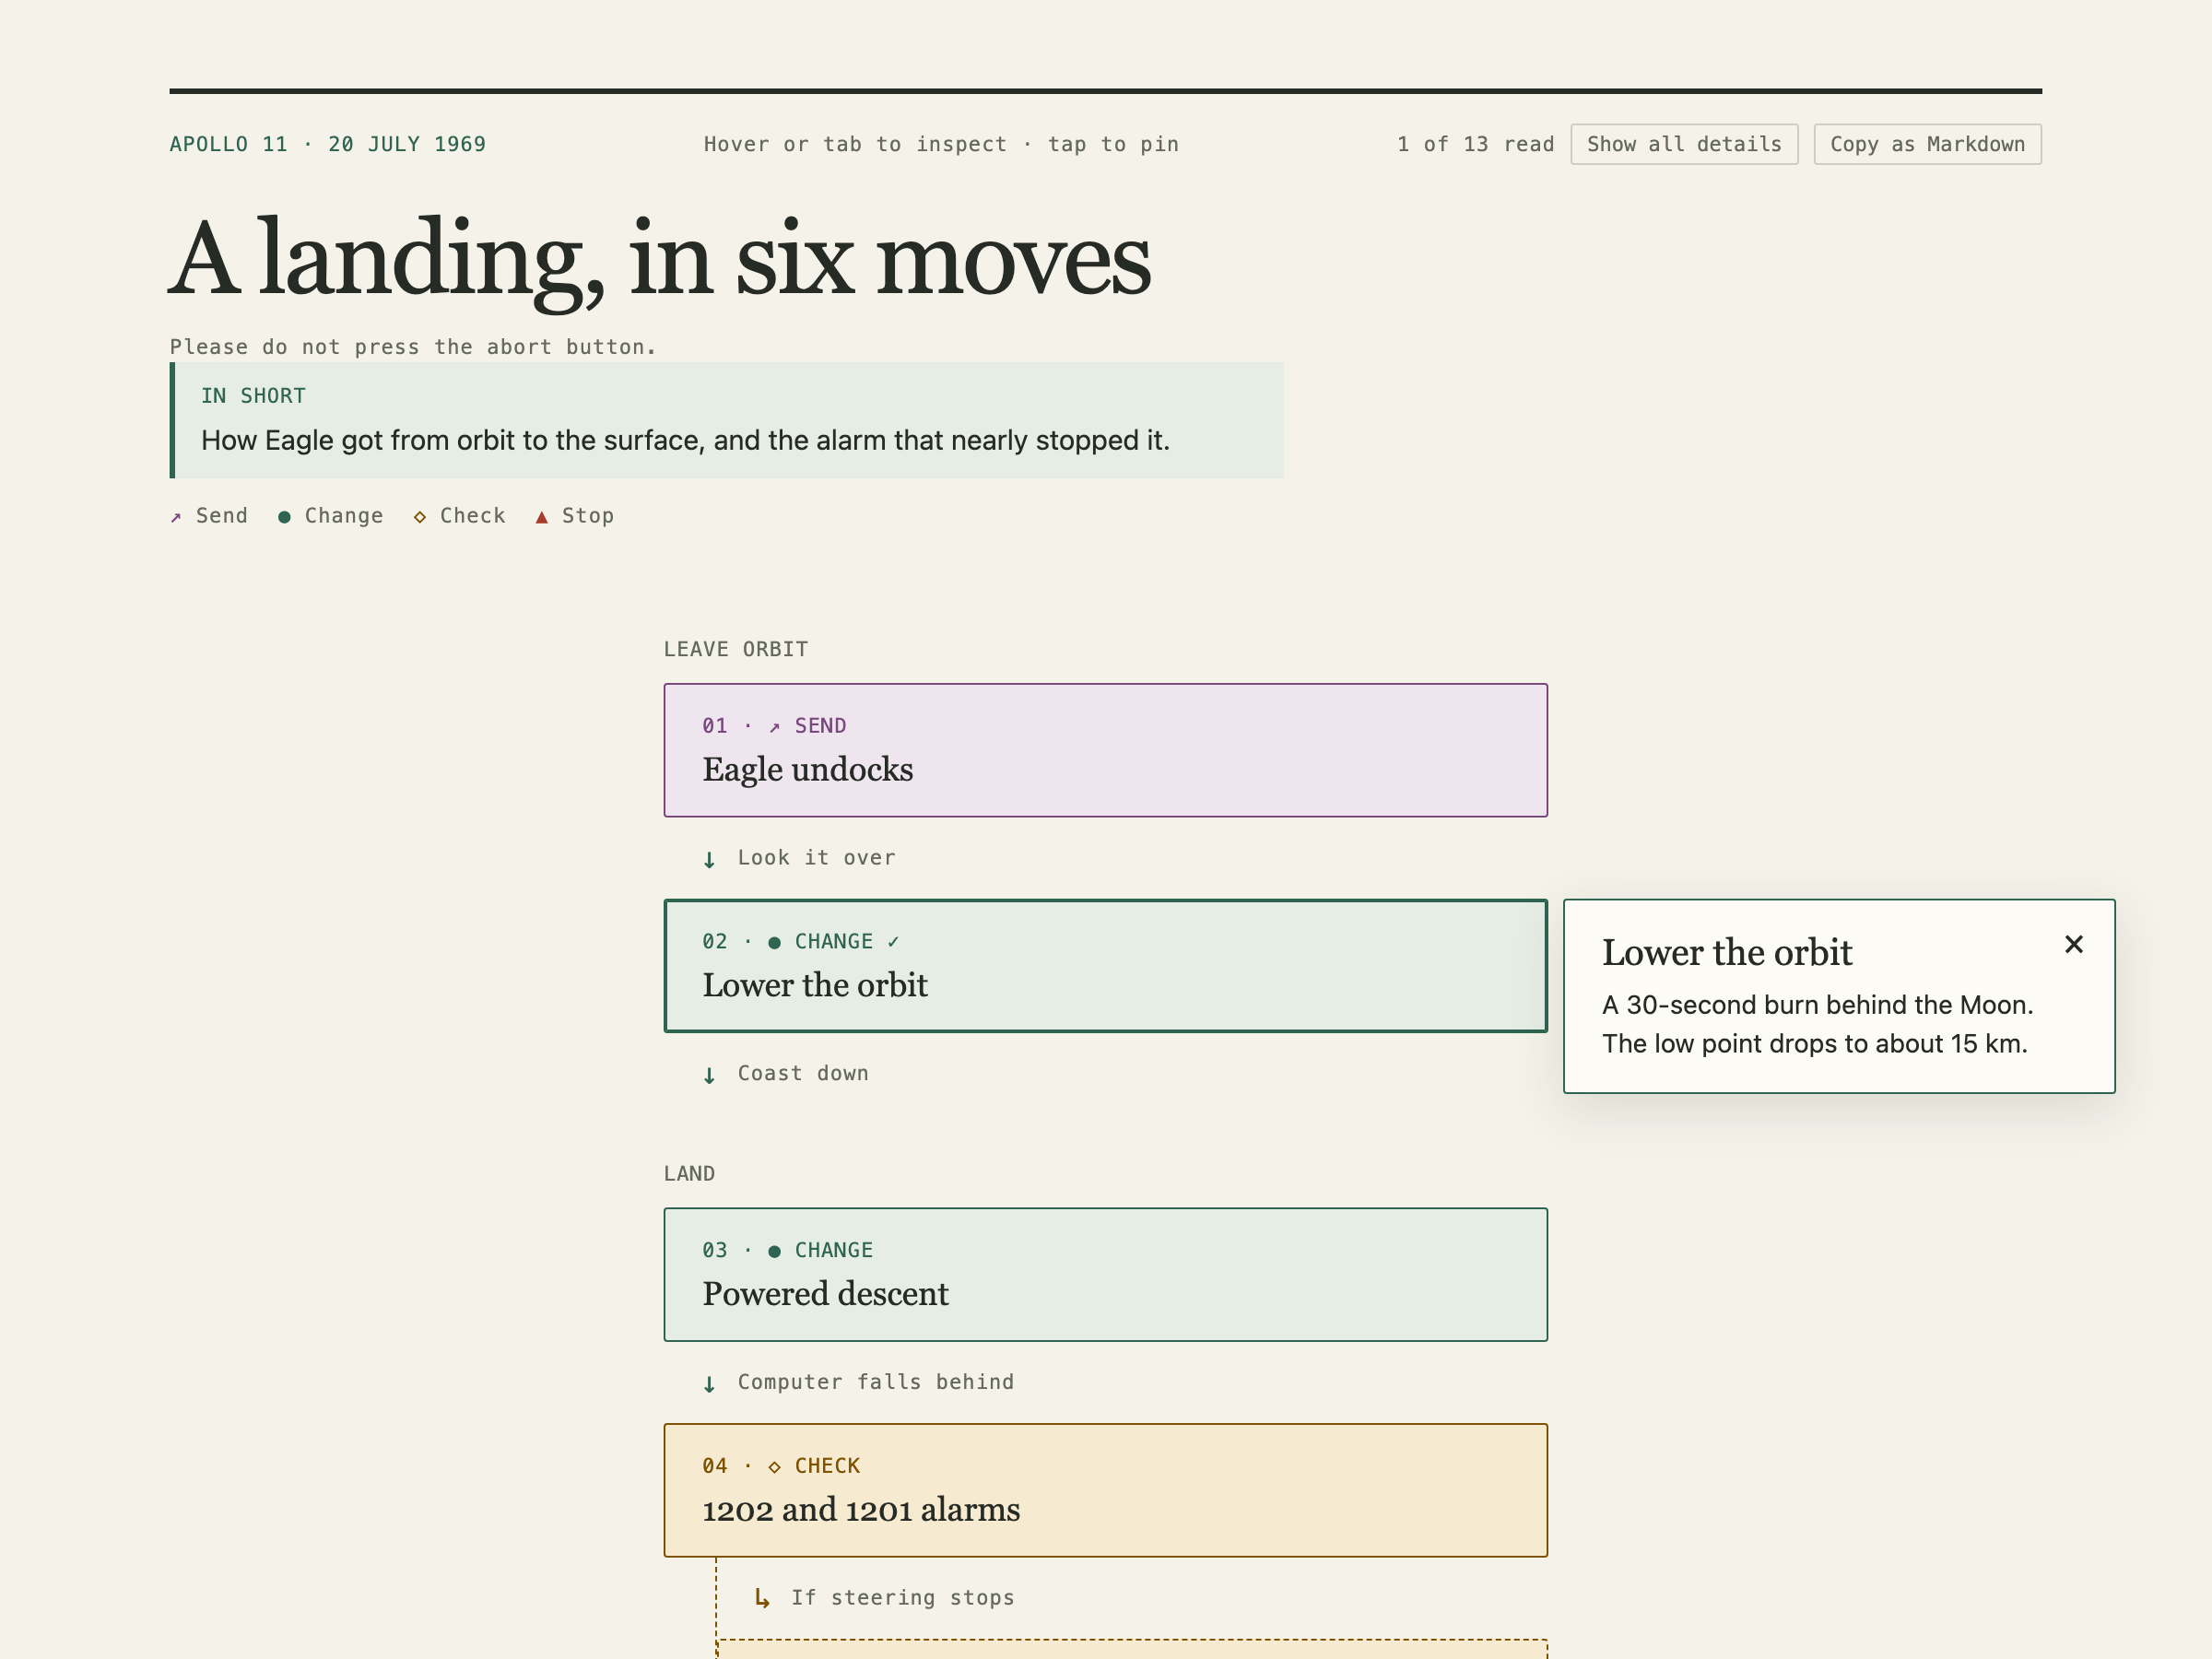 APOLLO 11 · 20 JULY 1969
Hover or tab to inspect · tap to pin
1 of 13 read
Show all details
Copy as Markdown
A landing, in six moves
Please do not press the abort button.
IN SHORT
How Eagle got from orbit to the surface, and the alarm that nearly stopped it.
↗ Send ● Change ◇ Check ▲ Stop
LEAVE ORBIT
01 · ↗ SEND
Eagle undocks
↓ Look it over
02 · ● CHANGE ✓
Lower the orbit
Lower the orbit ×
A 30-second burn behind the Moon.
The low point drops to about 15 km.
↓ Coast down
LAND
03 · ● CHANGE
Powered descent
↓ Computer falls behind
04 · ◇ CHECK
1202 and 1201 alarms
↳ If steering stops